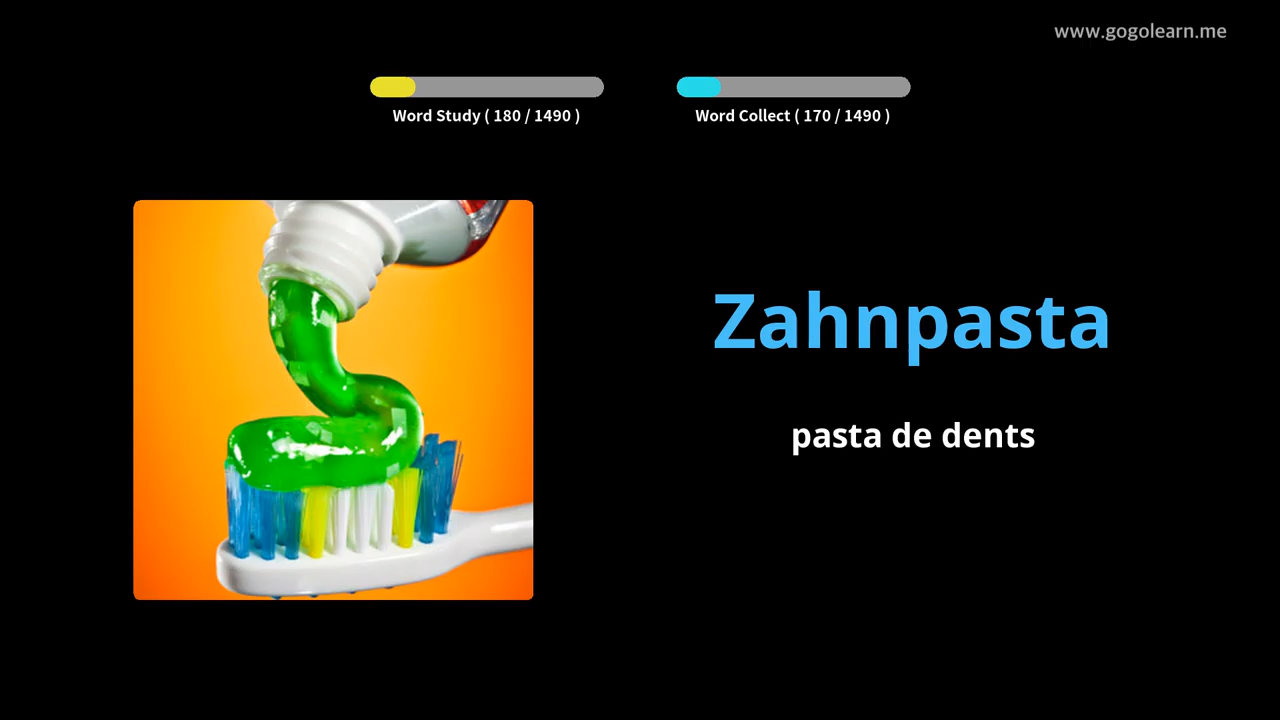 www.gogolearn.me
Word Study ( 180 / 1490 )
Word Collect ( 170 / 1490 )
Zahnpasta
pasta de dents